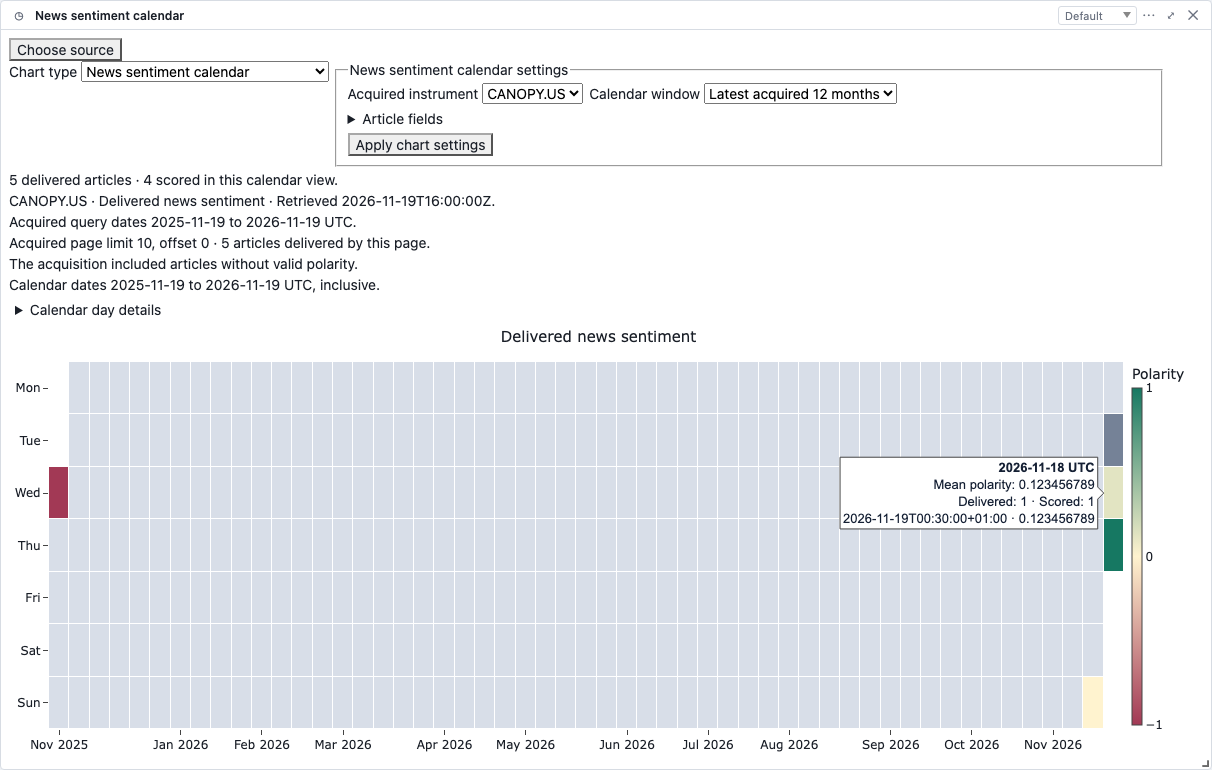 News sentiment calendar
Default
Choose source
Chart type News sentiment calendar
News sentiment calendar settings
Acquired instrument CANOPY.US Calendar window Latest acquired 12 months
Article fields
Apply chart settings
5 delivered articles · 4 scored in this calendar view.
CANOPY.US · Delivered news sentiment · Retrieved 2026-11-19T16:00:00Z.
Acquired query dates 2025-11-19 to 2026-11-19 UTC.
Acquired page limit 10, offset 0 · 5 articles delivered by this page.
The acquisition included articles without valid polarity.
Calendar dates 2025-11-19 to 2026-11-19 UTC, inclusive.
Calendar day details
Delivered news sentiment
Polarity
1
0
−1
Mon
Tue
Wed
Thu
Fri
Sat
Sun
2026-11-18 UTC
Mean polarity: 0.123456789
Delivered: 1 · Scored: 1
2026-11-19T00:30:00+01:00 · 0.123456789
Nov 2025 Jan 2026 Feb 2026 Mar 2026 Apr 2026 May 2026 Jun 2026 Jul 2026 Aug 2026 Sep 2026 Oct 2026 Nov 2026